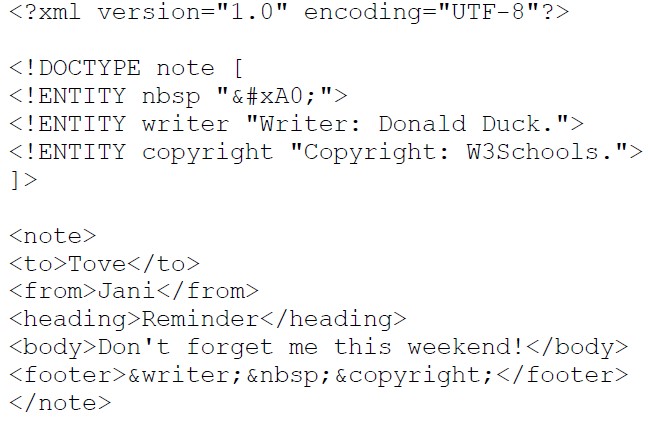 <?xml version="1.0" encoding="UTF-8"?>
<!DOCTYPE note [
<!ENTITY nbsp "&#xA0;">
<!ENTITY writer "Writer: Donald Duck.">
<!ENTITY copyright "Copyright: W3Schools.">
]>
<note>
<to>Tove</to>
<from>Jani</from>
<heading>Reminder</heading>
<body>Don't forget me this weekend!</body>
<footer>&writer;&nbsp;&copyright;</footer>
</note>